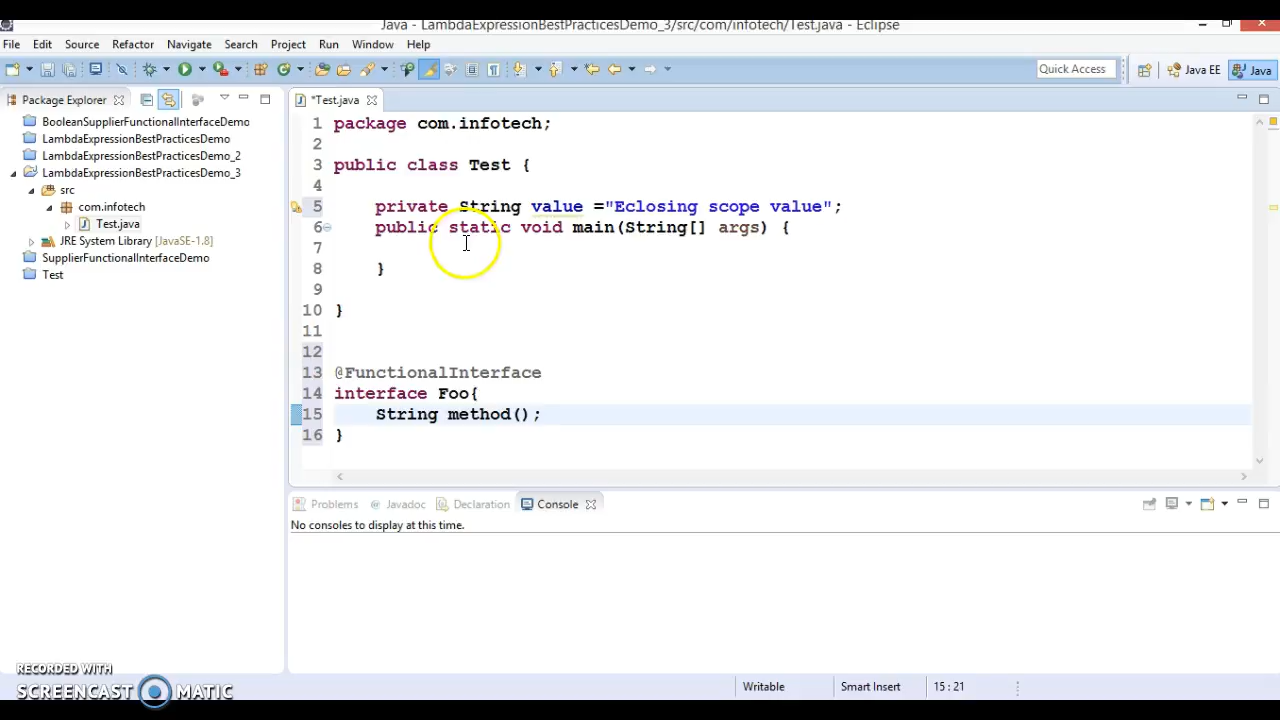 Java - LambdaExpressionBestPracticesDemo_3/src/com/infotech/Test.java - Eclipse
File Edit Source Refactor Navigate Search Project Run Window Help
Quick Access Java EE Java
Package Explorer *Test.java
BooleanSupplierFunctionalInterfaceDemo
LambdaExpressionBestPracticesDemo
LambdaExpressionBestPracticesDemo_2
LambdaExpressionBestPracticesDemo_3
src
com.infotech
Test.java
JRE System Library [JavaSE-1.8]
SupplierFunctionalInterfaceDemo
Test
1 package com.infotech;
2
3 public class Test {
4
5 private String value ="Eclosing scope value";
6 public static void main(String[] args) {
7
8 }
9
10 }
11
12
13 @FunctionalInterface
14 interface Foo{
15 String method();
16 }
Problems Javadoc Declaration Console
No consoles to display at this time.
Writable Smart Insert 15 : 21
RECORDED WITH
SCREENCAST MATIC